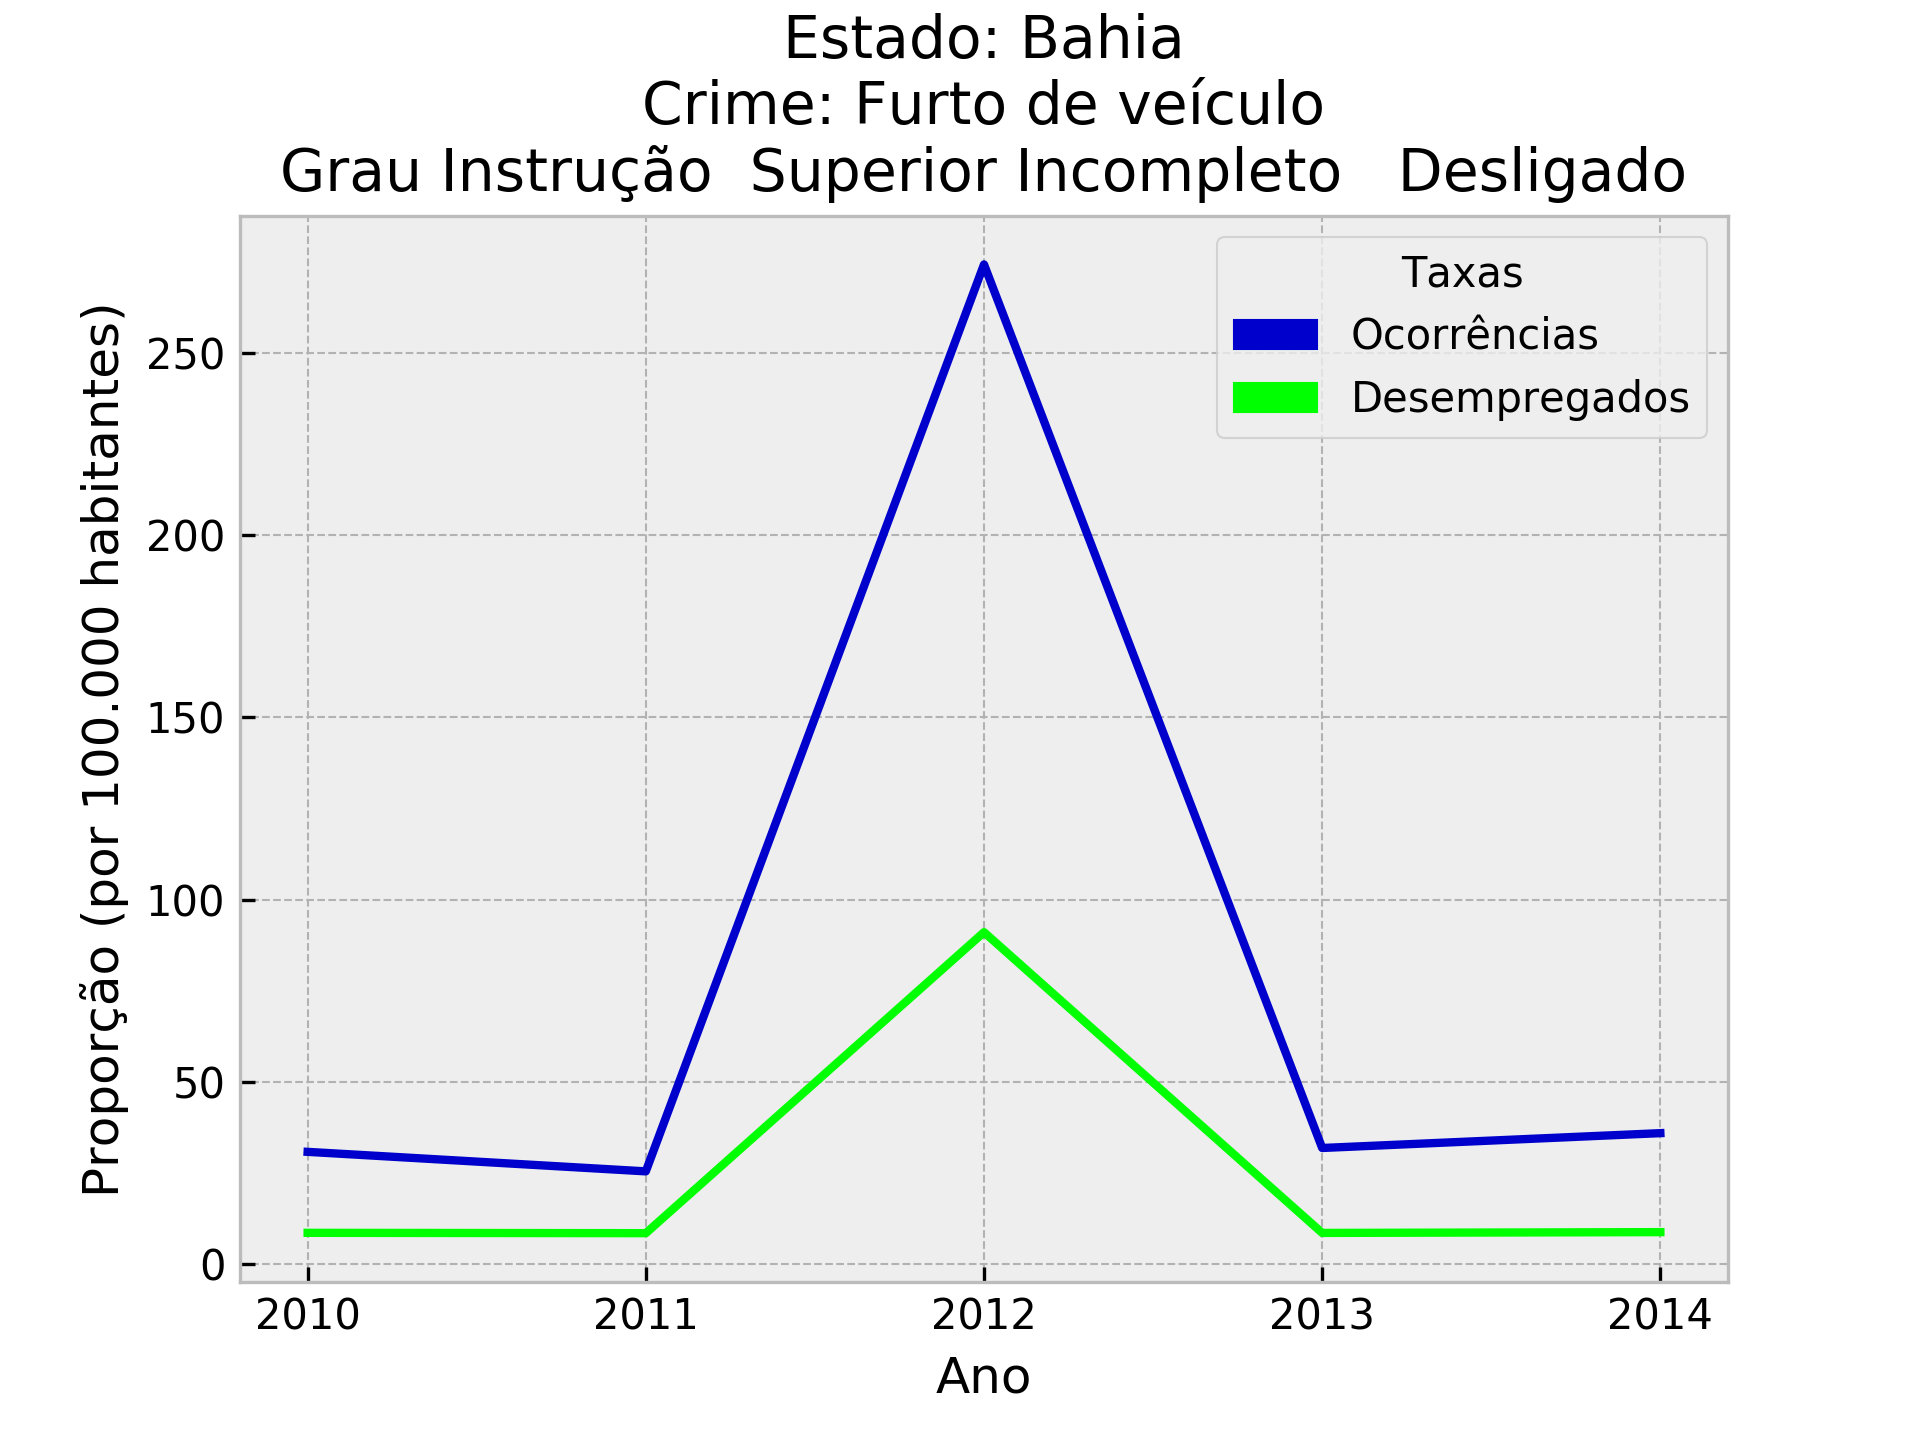 Estado: Bahia
Crime: Furto de veículo
Grau Instrução  Superior Incompleto   Desligado
Proporção (por 100.000 habitantes)
250
200
150
100
50
0
Taxas
Ocorrências
Desempregados
2010 2011 2012 2013 2014
Ano